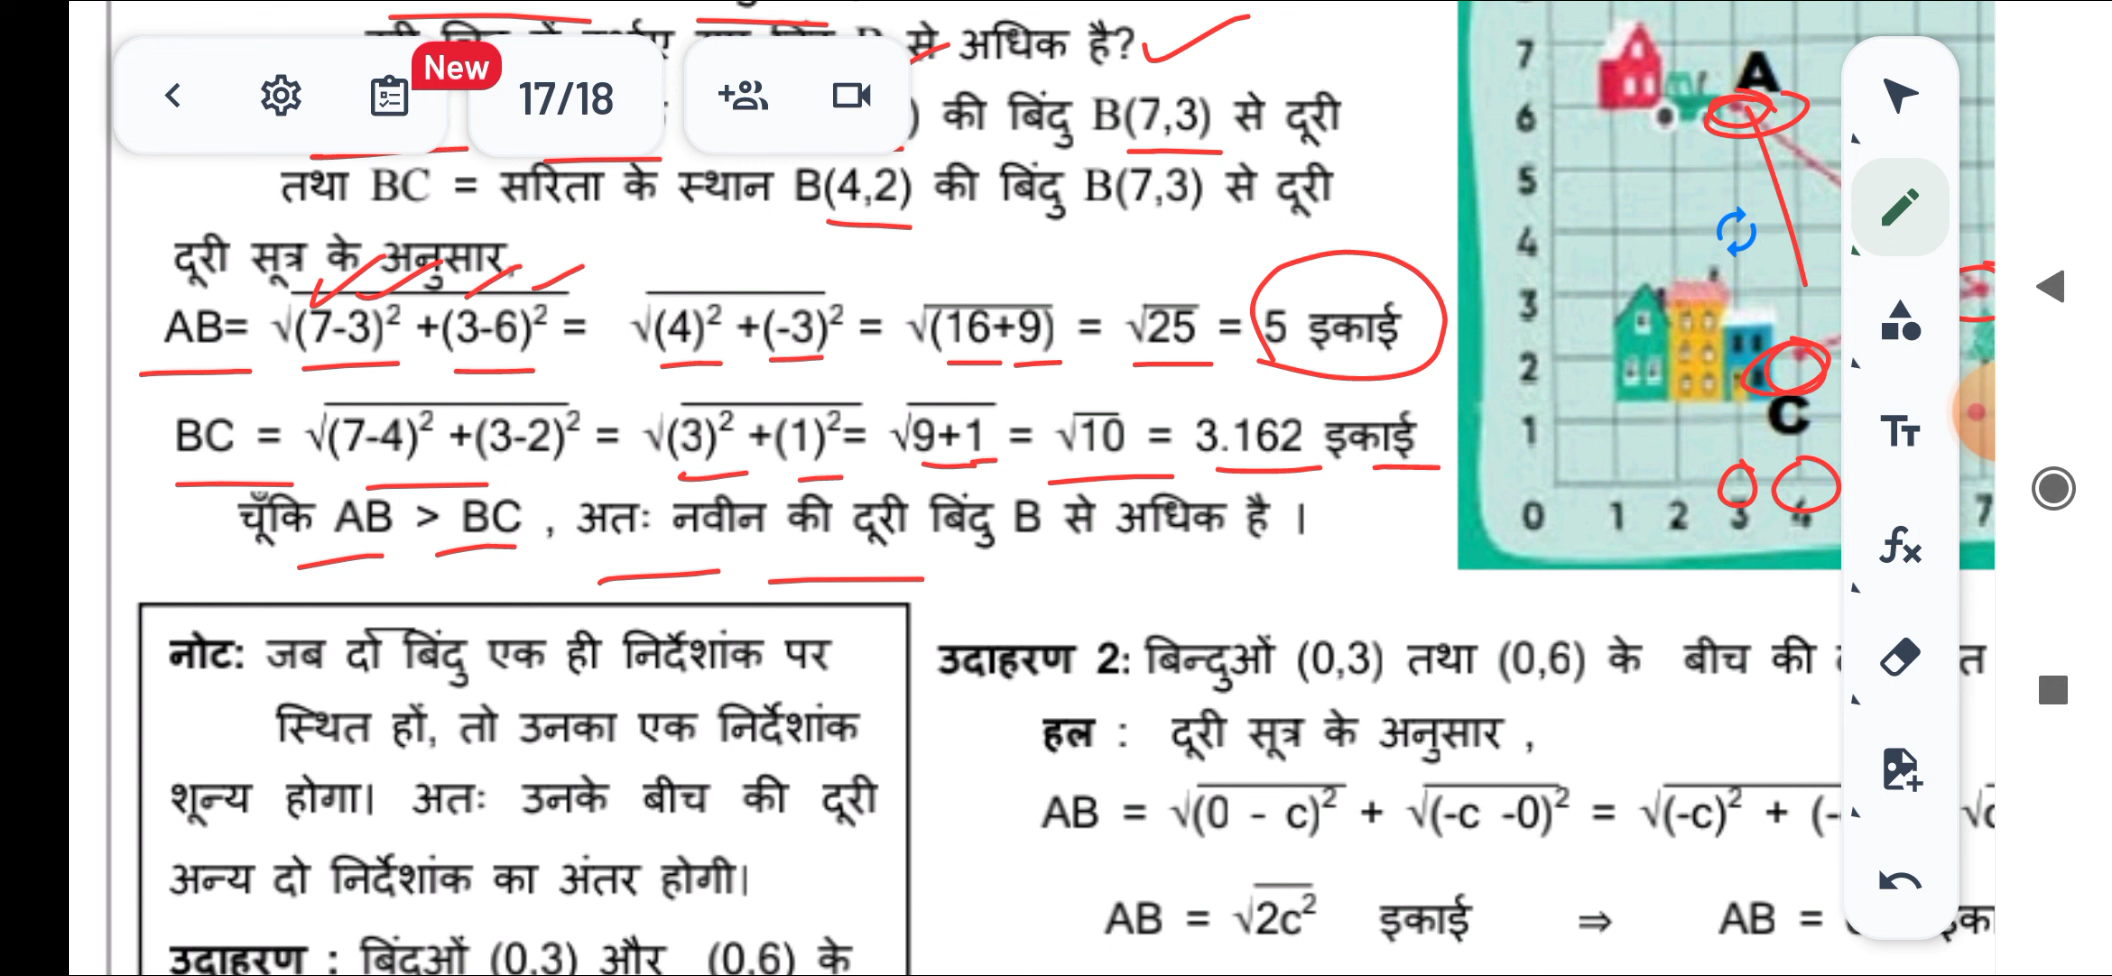 से अधिक है?
New
17/18
) की बिंदु B(7,3) से दूरी
तथा BC = सरिता के स्थान B(4,2) की बिंदु B(7,3) से दूरी
दूरी सूत्र के अनुसार,
AB= √(7-3)² +(3-6)² = √(4)² +(-3)² = √(16+9) = √25 = 5 इकाई
BC = √(7-4)² +(3-2)² = √(3)² +(1)²= √9+1 = √10 = 3.162 इकाई
चूँकि AB > BC , अतः नवीन की दूरी बिंदु B से अधिक है ।
7
A
6
5
4
3
2
C
1
0 1 2 3 4 7
नोट: जब दो बिंदु एक ही निर्देशांक पर
स्थित हों, तो उनका एक निर्देशांक
शून्य होगा। अतः उनके बीच की दूरी
अन्य दो निर्देशांक का अंतर होगी।
उदाहरण : बिंदुओं (0,3) और (0,6) के
उदाहरण 2: बिन्दुओं (0,3) तथा (0,6) के बीच की
हल : दूरी सूत्र के अनुसार ,
AB = √(0 - c)² + √(-c -0)² = √(-c)² + (-
AB = √2c² इकाई ⇒ AB =
Tт
fx